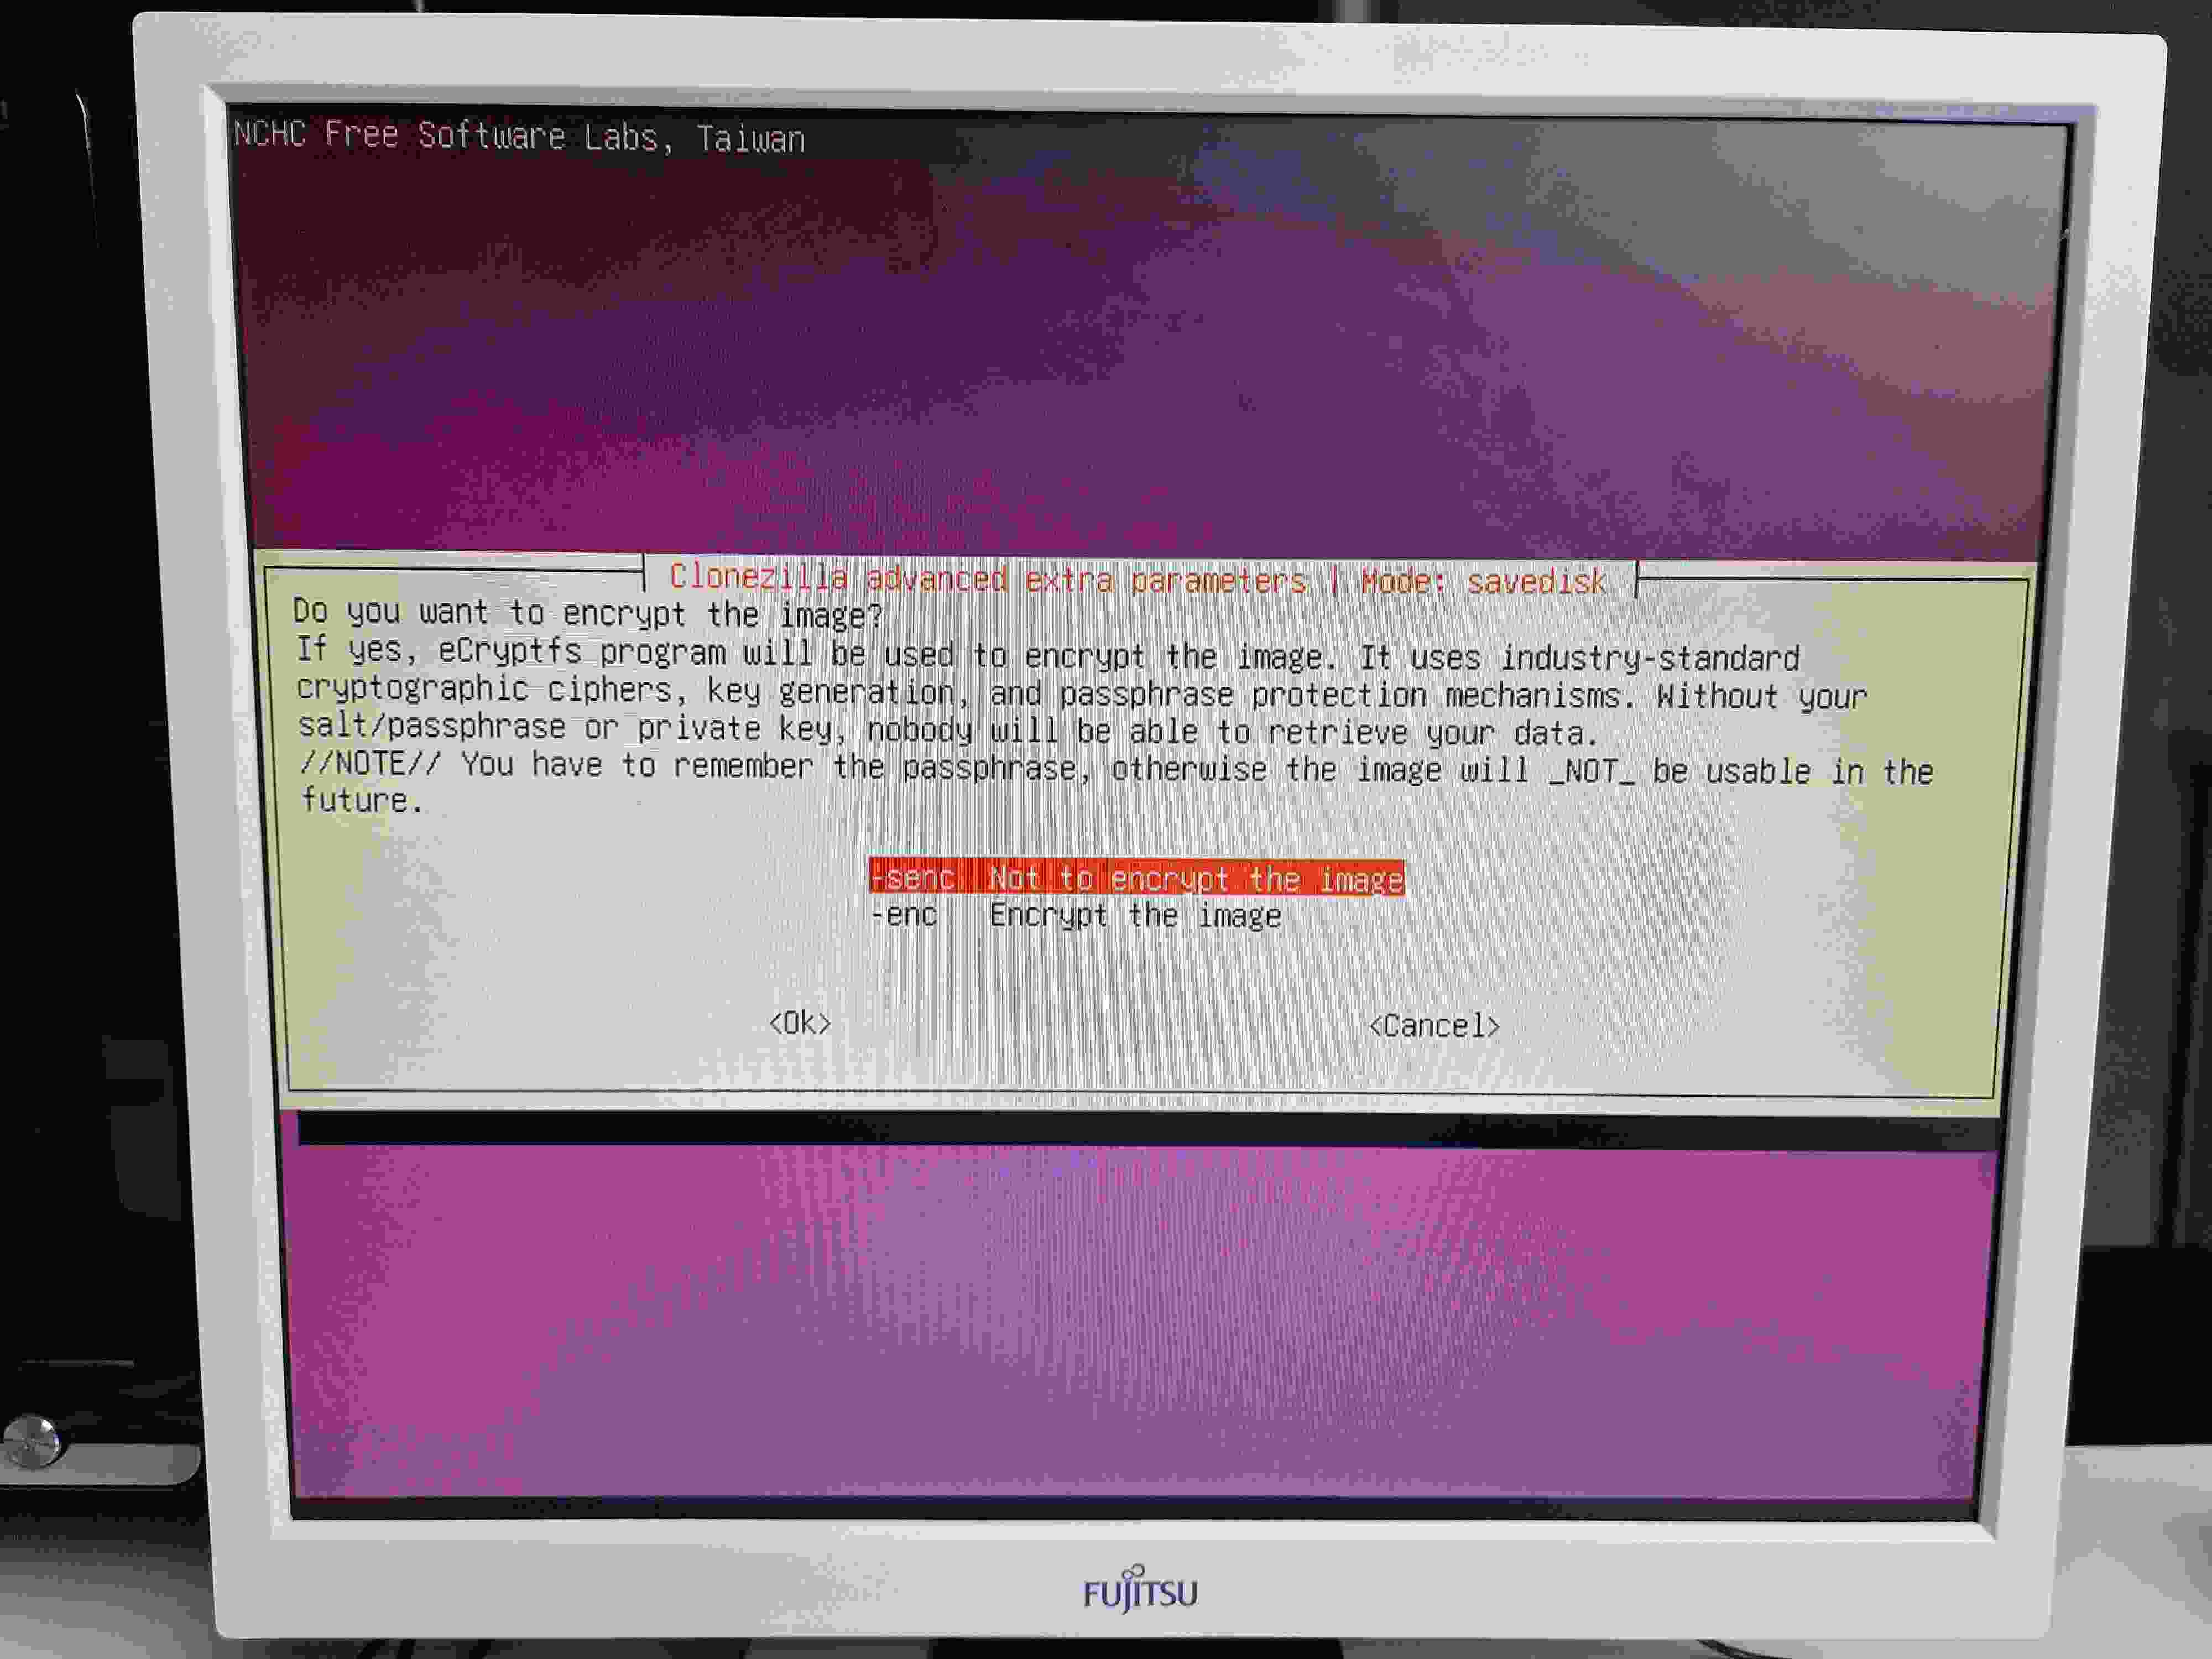 NCHC Free Software Labs, Taiwan
Clonezilla advanced extra parameters | Mode: savedisk
Do you want to encrypt the image?
If yes, eCryptfs program will be used to encrypt the image. It uses industry-standard
cryptographic ciphers, key generation, and passphrase protection mechanisms. Without your
salt/passphrase or private key, nobody will be able to retrieve your data.
//NOTE// You have to remember the passphrase, otherwise the image will _NOT_ be usable in the
future.
-senc Not to encrypt the image
-enc Encrypt the image
<Ok> <Cancel>
FUJITSU